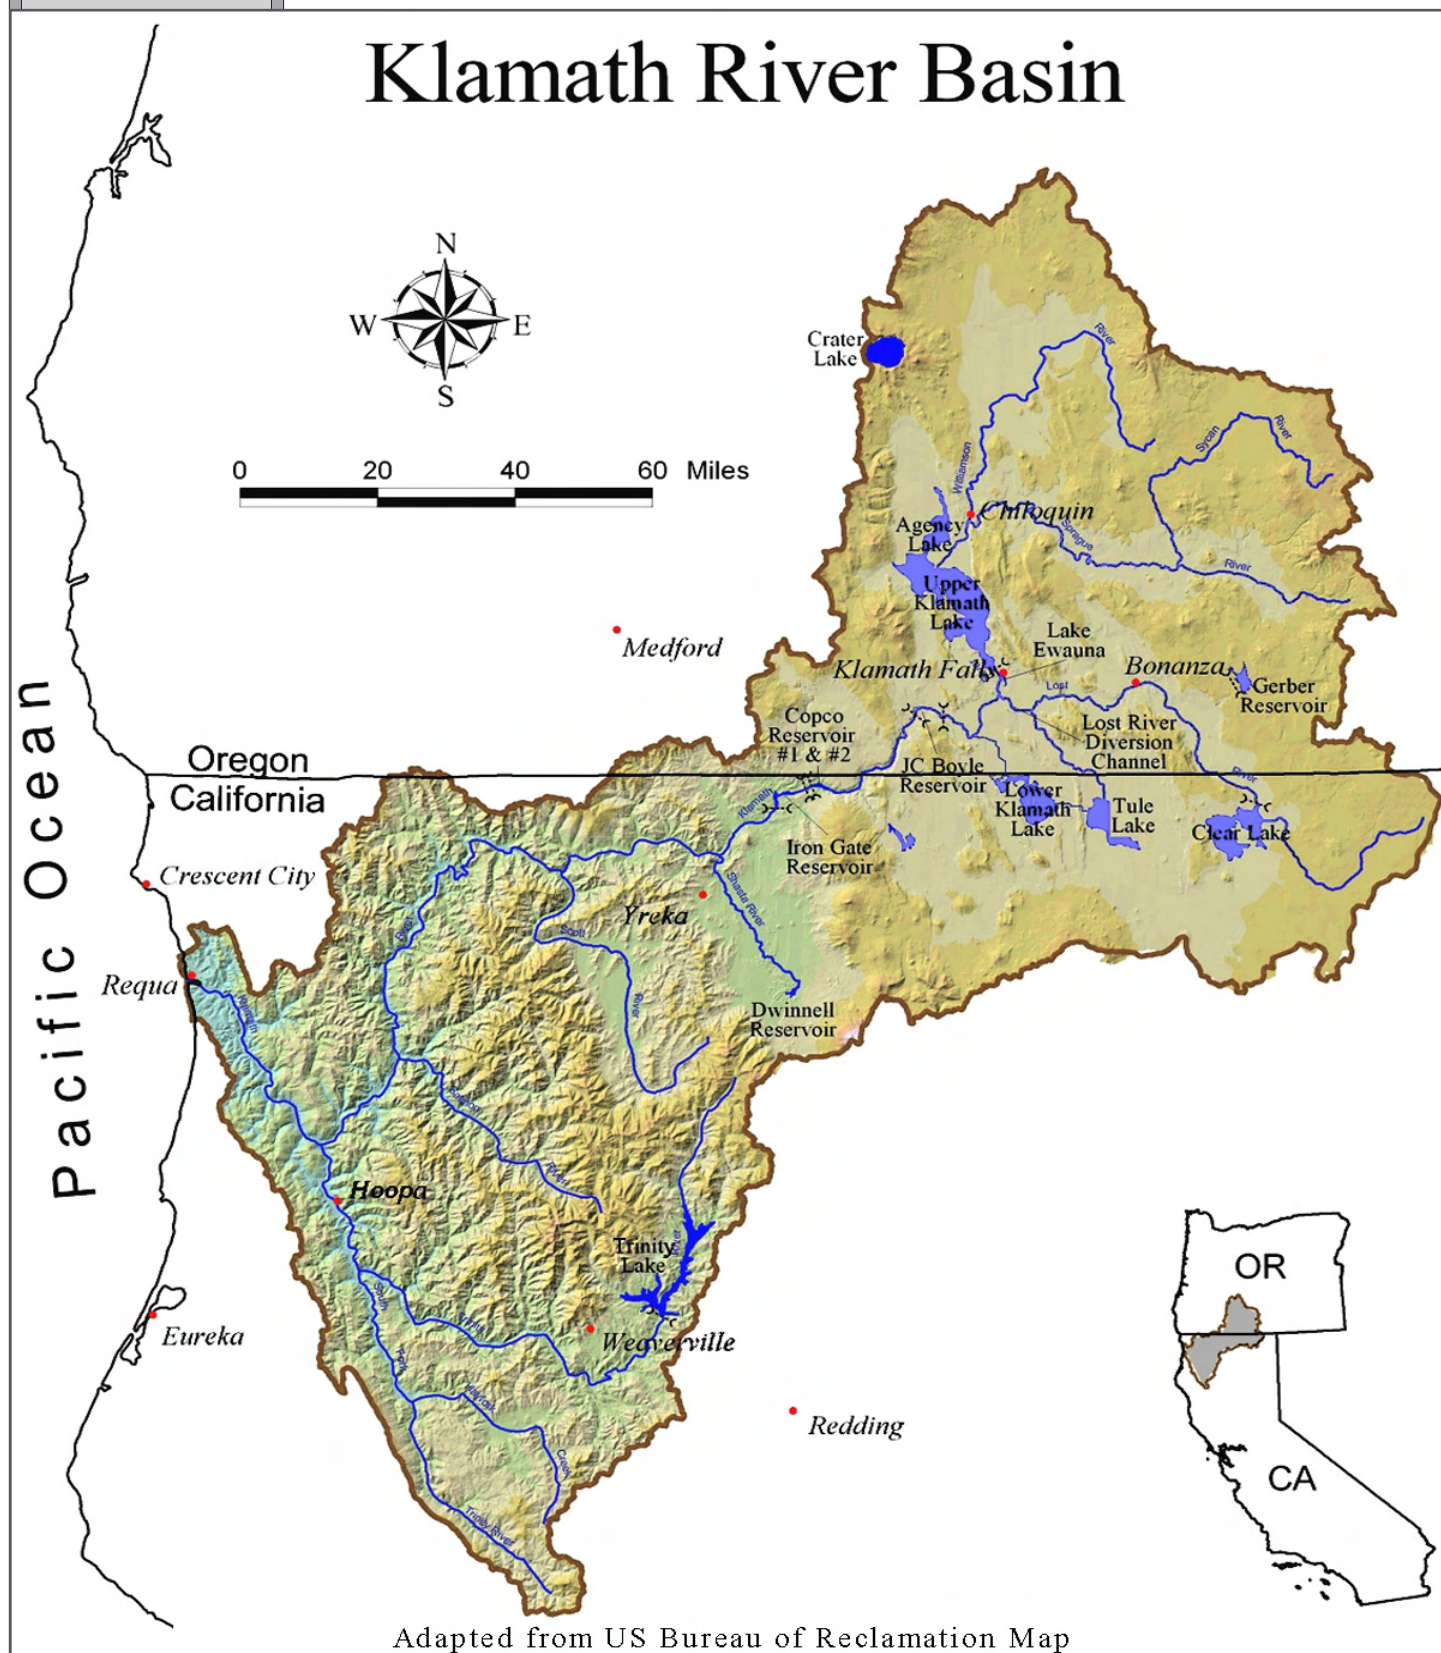 Klamath River Basin
N
W
E
S
0 20 40 60 Miles
Crater
Lake
River
Williamson
Sycan
River
Chiloquin
Agency
Lake
Sprague
River
Upper
Klamath
Lake
Medford
Lake
Ewauna
Klamath Falls
Bonanza
Gerber
Reservoir
Lost
Lost River
Diversion
Channel
Copco
Reservoir
#1 & #2
JC Boyle
Reservoir
River
Oregon
California
Pacific Ocean
Klamath
Lower
Klamath
Lake
Tule
Lake
Clear Lake
Iron Gate
Reservoir
Crescent City
Yreka
Shasta River
Scott
River
River
Requa
Klamath
Dwinnell
Reservoir
Salmon
River
Hoopa
Trinity
Lake
River
South
Fork
Trinity
Weaverville
Eureka
Hayfork
Creek
Redding
Trinity River
OR
CA
Adapted from US Bureau of Reclamation Map